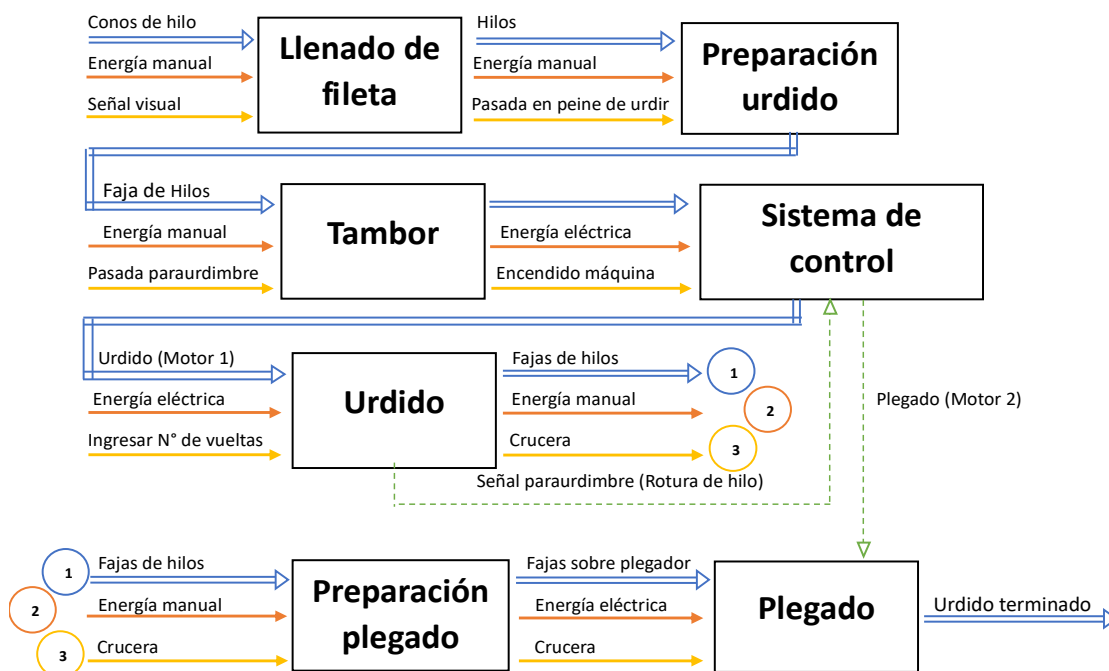 Conos de hilo
Energía manual
Señal visual
Llenado de
fileta
Hilos
Energía manual
Pasada en peine de urdir
Preparación
urdido
Faja de Hilos
Energía manual
Pasada paraurdimbre
Tambor
Energía eléctrica
Encendido máquina
Sistema de
control
Urdido (Motor 1)
Energía eléctrica
Ingresar N° de vueltas
Urdido
Fajas de hilos
Energía manual
Crucera
1
2
3
Plegado (Motor 2)
Señal paraurdimbre (Rotura de hilo)
1
2
3
Fajas de hilos
Energía manual
Crucera
Preparación
plegado
Fajas sobre plegador
Energía eléctrica
Crucera
Plegado
Urdido terminado